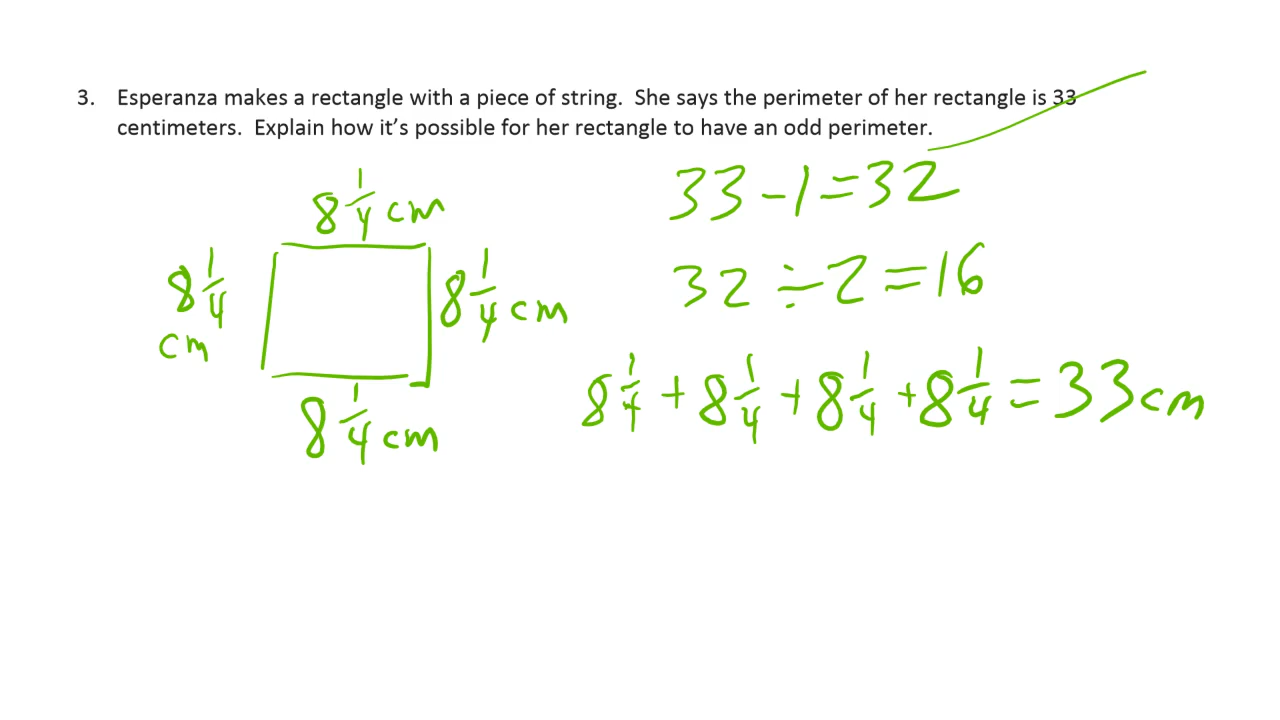 3. Esperanza makes a rectangle with a piece of string. She says the perimeter of her rectangle is 33
centimeters. Explain how it's possible for her rectangle to have an odd perimeter.
8 1/4 cm
33 - 1 = 32
8 1/4
cm
8 1/4 cm
32 ÷ 2 = 16
8 1/4 cm
8 1/4 + 8 1/4 + 8 1/4 + 8 1/4 = 33 cm